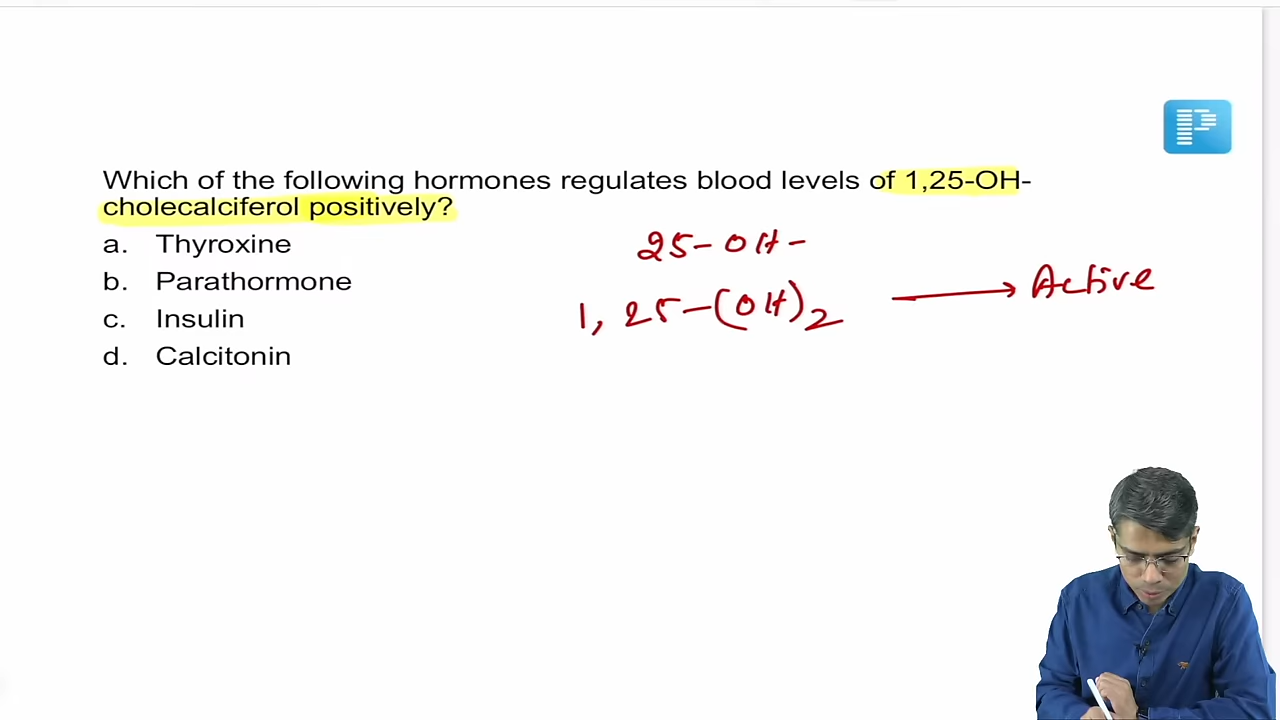 Which of the following hormones regulates blood levels of 1,25-OH-
cholecalciferol positively?
a. Thyroxine
b. Parathormone
c. Insulin
d. Calcitonin
25-OH-
1,25-(OH)2 → Active
P